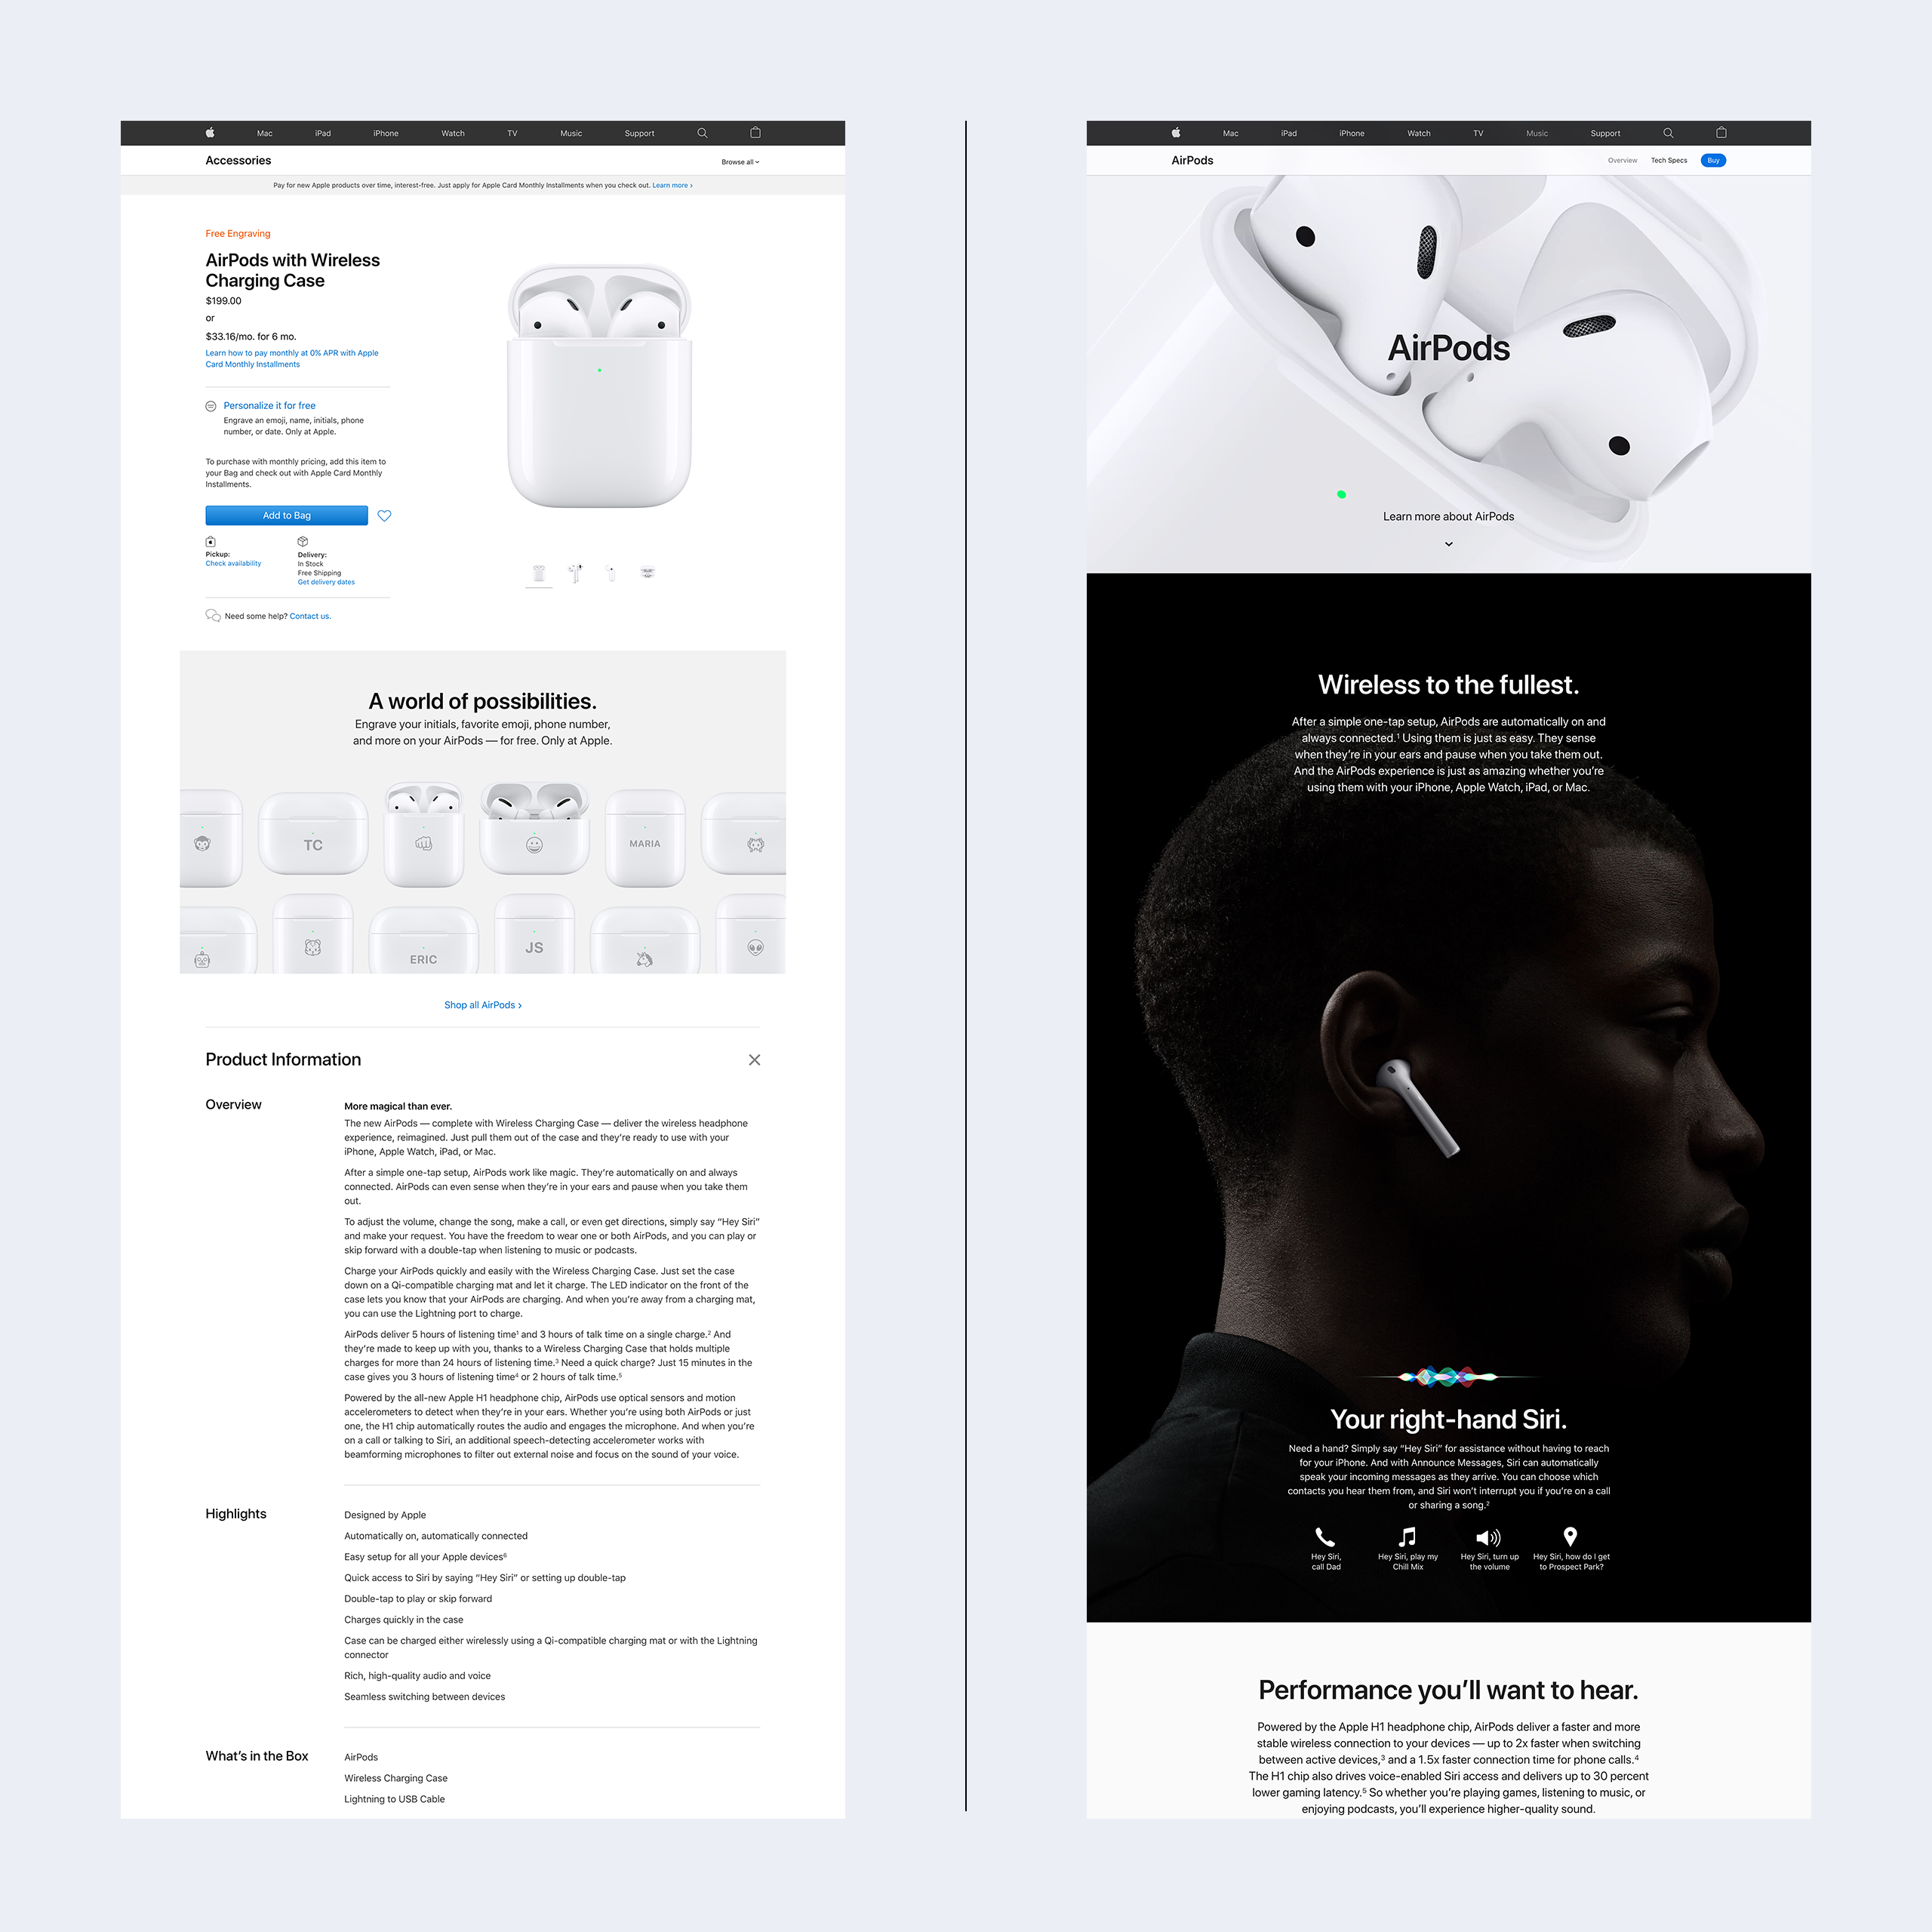 Mac iPad iPhone Watch TV Music Support
Accessories
Browse all
Pay for new Apple products over time, interest-free. Just apply for Apple Card Monthly Installments when you check out. Learn more ›
Free Engraving
AirPods with Wireless
Charging Case
$199.00
or
$33.16/mo. for 6 mo.
Learn how to pay monthly at 0% APR with Apple
Card Monthly Installments
Personalize it for free
Engrave an emoji, name, initials, phone
number, or date. Only at Apple.
To purchase with monthly pricing, add this item to
your Bag and check out with Apple Card Monthly
Installments.
Add to Bag
Pickup:
Check availability
Delivery:
In Stock
Free Shipping
Get delivery dates
Need some help? Contact us.
A world of possibilities.
Engrave your initials, favorite emoji, phone number,
and more on your AirPods — for free. Only at Apple.
TC
MARIA
ERIC
JS
Shop all AirPods ›
Product Information
Overview
More magical than ever.
The new AirPods — complete with Wireless Charging Case — deliver the wireless headphone
experience, reimagined. Just pull them out of the case and they’re ready to use with your
iPhone, Apple Watch, iPad, or Mac.
After a simple one-tap setup, AirPods work like magic. They’re automatically on and always
connected. AirPods can even sense when they’re in your ears and pause when you take them
out.
To adjust the volume, change the song, make a call, or even get directions, simply say “Hey Siri”
and make your request. You have the freedom to wear one or both AirPods, and you can play or
skip forward with a double-tap when listening to music or podcasts.
Charge your AirPods quickly and easily with the Wireless Charging Case. Just set the case
down on a Qi-compatible charging mat and let it charge. The LED indicator on the front of the
case lets you know that your AirPods are charging. And when you’re away from a charging mat,
you can use the Lightning port to charge.
AirPods deliver 5 hours of listening time¹ and 3 hours of talk time on a single charge.² And
they’re made to keep up with you, thanks to a Wireless Charging Case that holds multiple
charges for more than 24 hours of listening time.³ Need a quick charge? Just 15 minutes in the
case gives you 3 hours of listening time⁴ or 2 hours of talk time.⁵
Powered by the all-new Apple H1 headphone chip, AirPods use optical sensors and motion
accelerometers to detect when they’re in your ears. Whether you’re using both AirPods or just
one, the H1 chip automatically routes the audio and engages the microphone. And when you’re
on a call or talking to Siri, an additional speech-detecting accelerometer works with
beamforming microphones to filter out external noise and focus on the sound of your voice.
Highlights
Designed by Apple
Automatically on, automatically connected
Easy setup for all your Apple devices⁶
Quick access to Siri by saying “Hey Siri” or setting up double-tap
Double-tap to play or skip forward
Charges quickly in the case
Case can be charged either wirelessly using a Qi-compatible charging mat or with the Lightning
connector
Rich, high-quality audio and voice
Seamless switching between devices
What’s in the Box
AirPods
Wireless Charging Case
Lightning to USB Cable
Mac iPad iPhone Watch TV Music Support
AirPods
Overview Tech Specs Buy
AirPods
Learn more about AirPods
Wireless to the fullest.
After a simple one-tap setup, AirPods are automatically on and
always connected.¹ Using them is just as easy. They sense
when they’re in your ears and pause when you take them out.
And the AirPods experience is just as amazing whether you’re
using them with your iPhone, Apple Watch, iPad, or Mac.
Your right-hand Siri.
Need a hand? Simply say “Hey Siri” for assistance without having to reach
for your iPhone. And with Announce Messages, Siri can automatically
speak your incoming messages as they arrive. You can choose which
contacts you hear them from, and Siri won’t interrupt you if you’re on a call
or sharing a song.²
Hey Siri,
call Dad
Hey Siri, play my
Chill Mix
Hey Siri, turn up
the volume
Hey Siri, how do I get
to Prospect Park?
Performance you’ll want to hear.
Powered by the Apple H1 headphone chip, AirPods deliver a faster and more
stable wireless connection to your devices — up to 2x faster when switching
between active devices,³ and a 1.5x faster connection time for phone calls.⁴
The H1 chip also drives voice-enabled Siri access and delivers up to 30 percent
lower gaming latency.⁵ So whether you’re playing games, listening to music, or
enjoying podcasts, you’ll experience higher-quality sound.